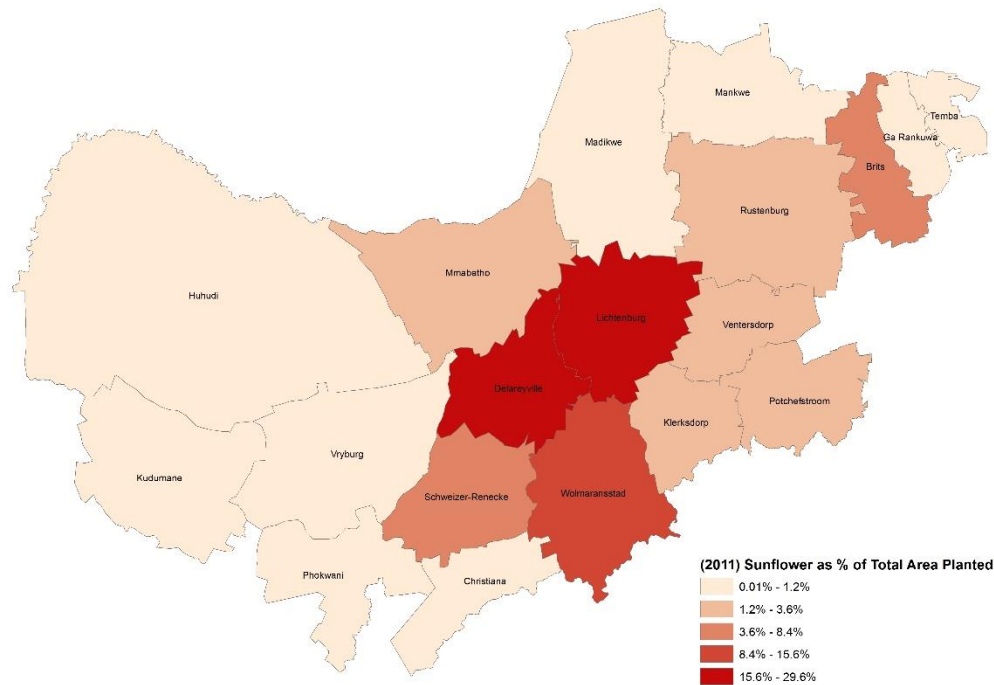 Mankwe
Temba
Madikwe
Ga Rankuwa
Brits
Rustenburg
Mmabatho
Huhudi
Lichtenburg
Ventersdorp
Delareyville
Potchefstroom
Klerksdorp
Vryburg
Kudumane
Schweizer-Renecke
Wolmaransstad
Phokwani
Christiana
(2011) Sunflower as % of Total Area Planted
0.01% - 1.2%
1.2% - 3.6%
3.6% - 8.4%
8.4% - 15.6%
15.6% - 29.6%